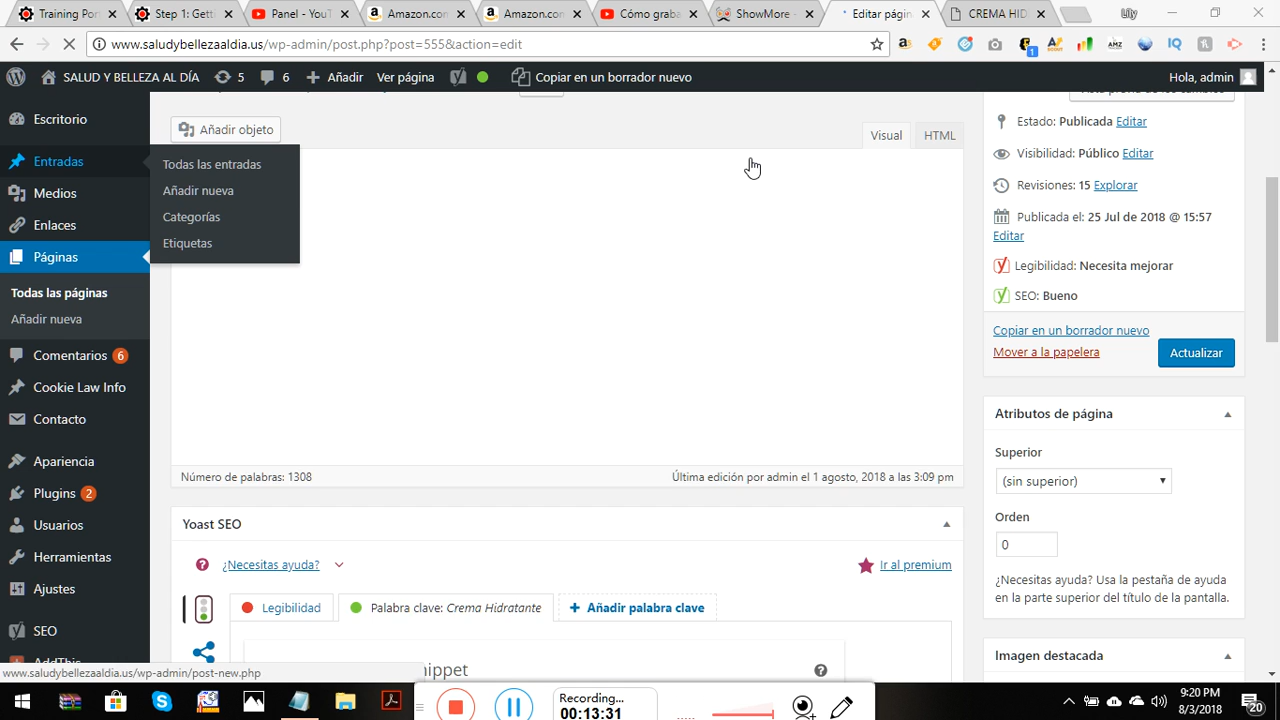 Training Por
Step 1: Getti
Panel - YouT
Amazon.con
Amazon.con
Cómo graba
ShowMore -
Editar págin
CREMA HID
Lily
www.saludybellezaaldia.us/wp-admin/post.php?post=555&action=edit
SALUD Y BELLEZA AL DÍA
5
6
Añadir
Ver página
Copiar en un borrador nuevo
Hola, admin
Escritorio
Entradas
Todas las entradas
Añadir nueva
Categorías
Etiquetas
Medios
Enlaces
Páginas
Todas las páginas
Añadir nueva
Comentarios 6
Cookie Law Info
Contacto
Apariencia
Plugins 2
Usuarios
Herramientas
Ajustes
SEO
AddThis
Añadir objeto
Visual
HTML
Número de palabras: 1308
Última edición por admin el 1 agosto, 2018 a las 3:09 pm
Yoast SEO
¿Necesitas ayuda?
Ir al premium
Legibilidad
Palabra clave: Crema Hidratante
+ Añadir palabra clave
nippet
Estado: Publicada Editar
Visibilidad: Público Editar
Revisiones: 15 Explorar
Publicada el: 25 Jul de 2018 @ 15:57
Editar
Legibilidad: Necesita mejorar
SEO: Bueno
Copiar en un borrador nuevo
Mover a la papelera
Actualizar
Atributos de página
Superior
(sin superior)
Orden
0
¿Necesitas ayuda? Usa la pestaña de ayuda
en la parte superior del título de la pantalla.
Imagen destacada
www.saludybellezaaldia.us/wp-admin/post-new.php
Recording...
00:13:31
9:20 PM
8/3/2018
20